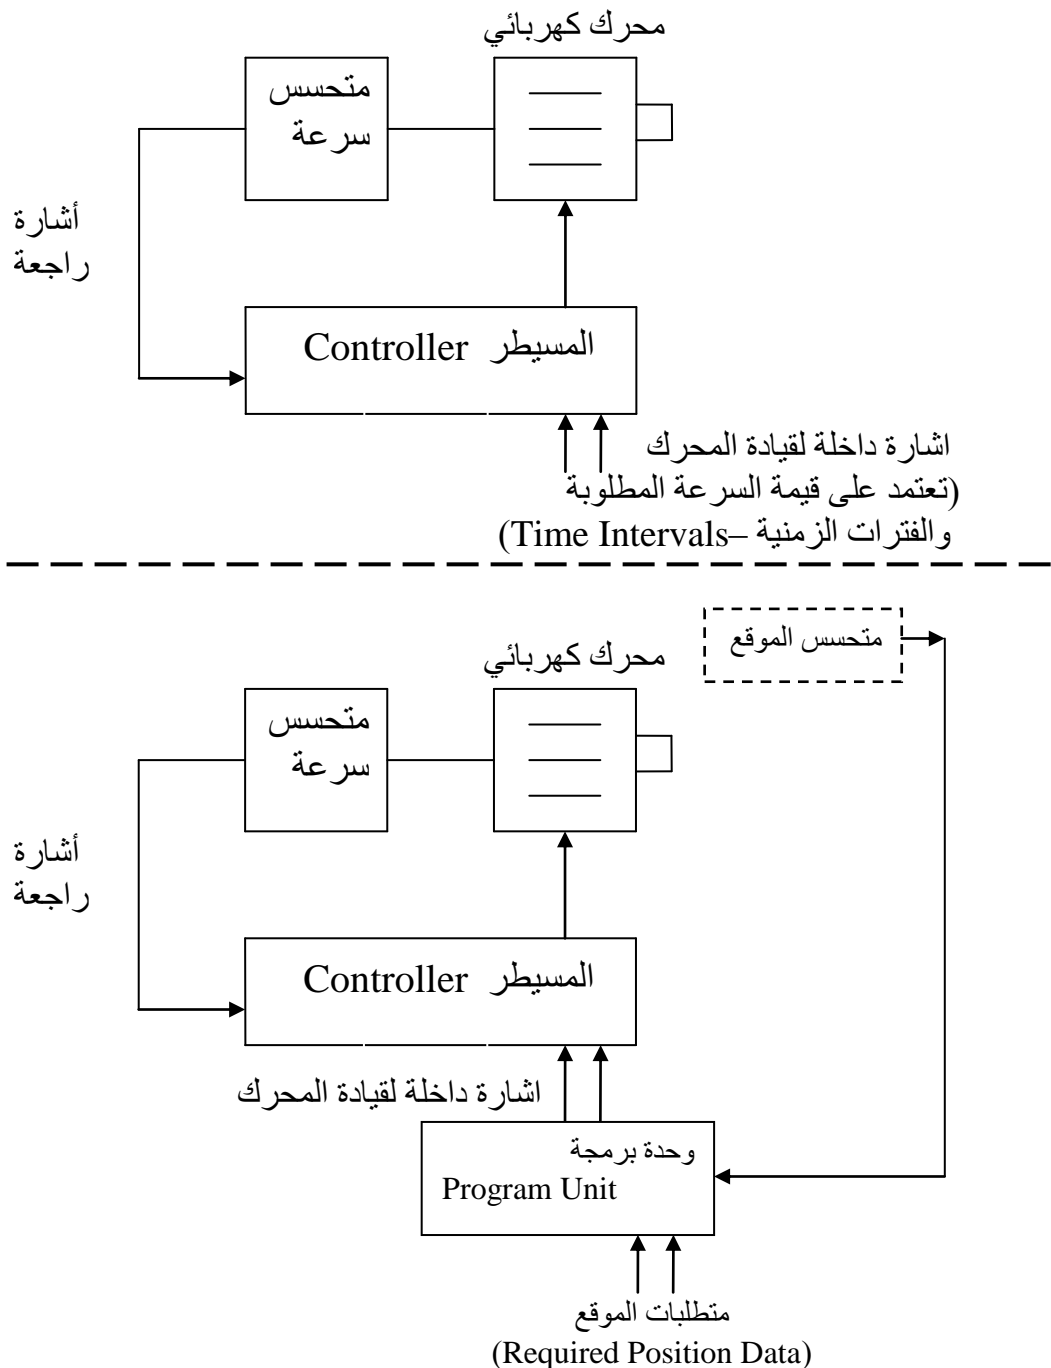 محرك كهربائي
متحسس
سرعة
أشارة
راجعة
المسيطر Controller
اشارة داخلة لقيادة المحرك
(تعتمد على قيمة السرعة المطلوبة
والفترات الزمنية –Time Intervals)
متحسس الموقع
محرك كهربائي
متحسس
سرعة
أشارة
راجعة
المسيطر Controller
اشارة داخلة لقيادة المحرك
وحدة برمجة
Program Unit
متطلبات الموقع
(Required Position Data)